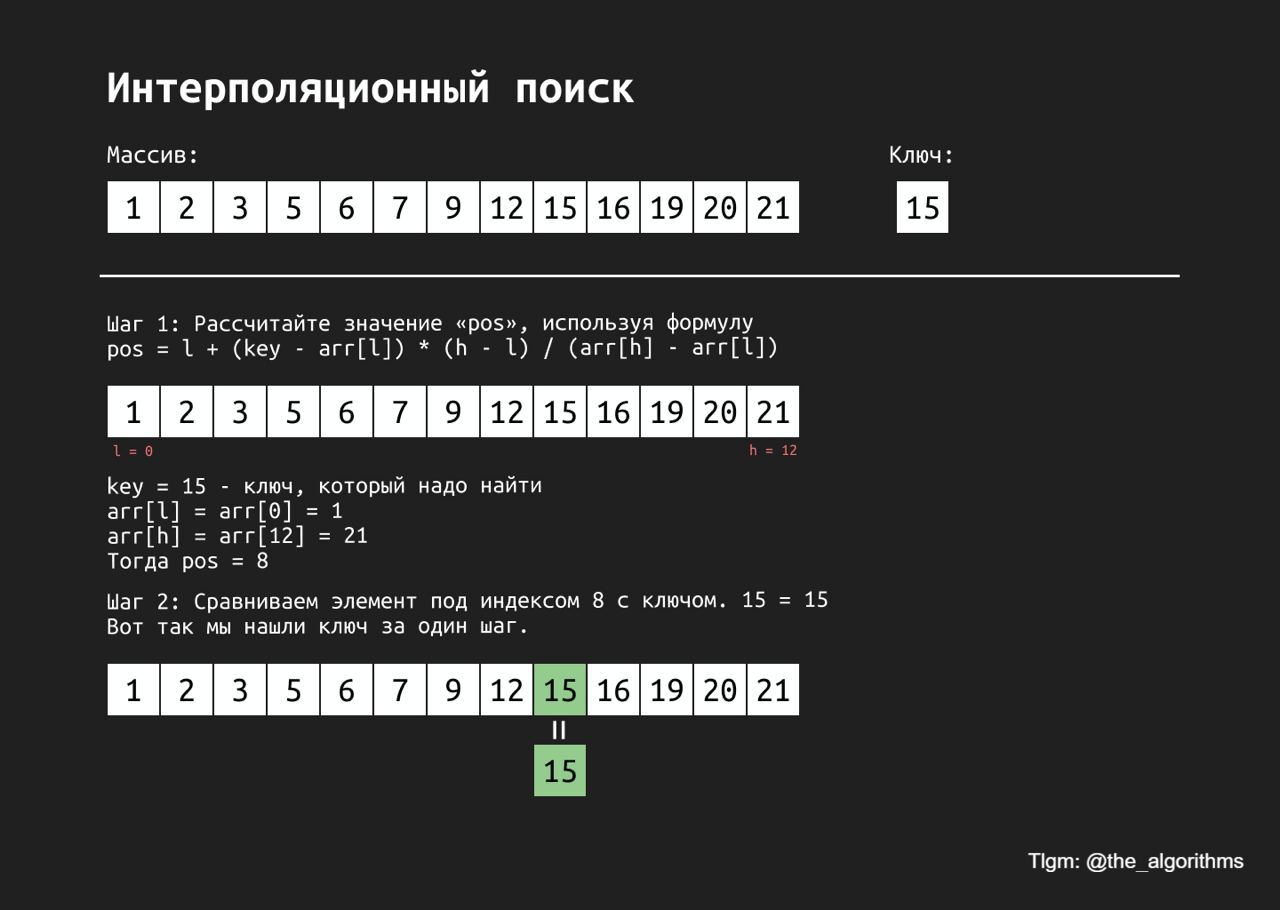 Интерполяционный поиск
Массив: Ключ:
1 2 3 5 6 7 9 12 15 16 19 20 21 15
Шаг 1: Рассчитайте значение «pos», используя формулу
pos = l + (key - arr[l]) * (h - l) / (arr[h] - arr[l])
1 2 3 5 6 7 9 12 15 16 19 20 21
l = 0 h = 12
key = 15 - ключ, который надо найти
arr[l] = arr[0] = 1
arr[h] = arr[12] = 21
Тогда pos = 8
Шаг 2: Сравниваем элемент под индексом 8 с ключом. 15 = 15
Вот так мы нашли ключ за один шаг.
1 2 3 5 6 7 9 12 15 16 19 20 21
=
15
Tlgm: @the_algorithms